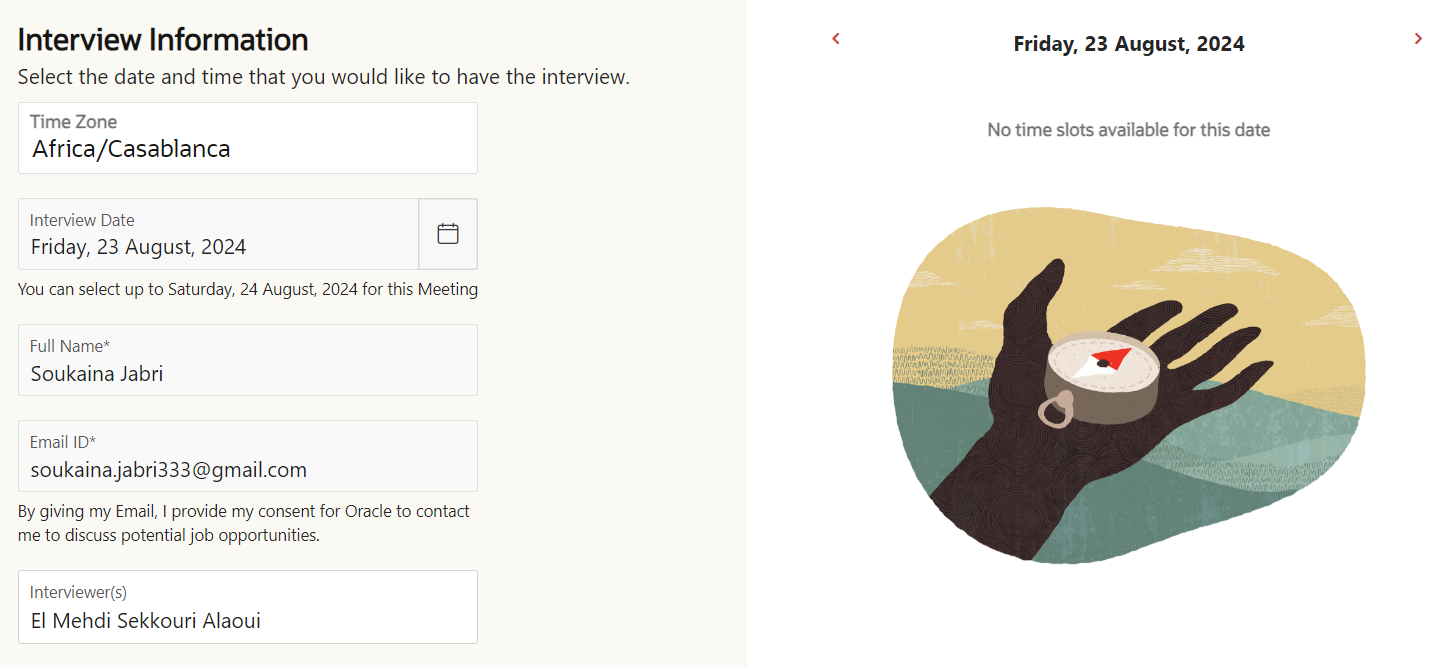 Interview Information
Select the date and time that you would like to have the interview.
Time Zone
Africa/Casablanca
Interview Date
Friday, 23 August, 2024
You can select up to Saturday, 24 August, 2024 for this Meeting
Full Name*
Soukaina Jabri
Email ID*
soukaina.jabri333@gmail.com
By giving my Email, I provide my consent for Oracle to contact
me to discuss potential job opportunities.
Interviewer(s)
El Mehdi Sekkouri Alaoui
Friday, 23 August, 2024
No time slots available for this date